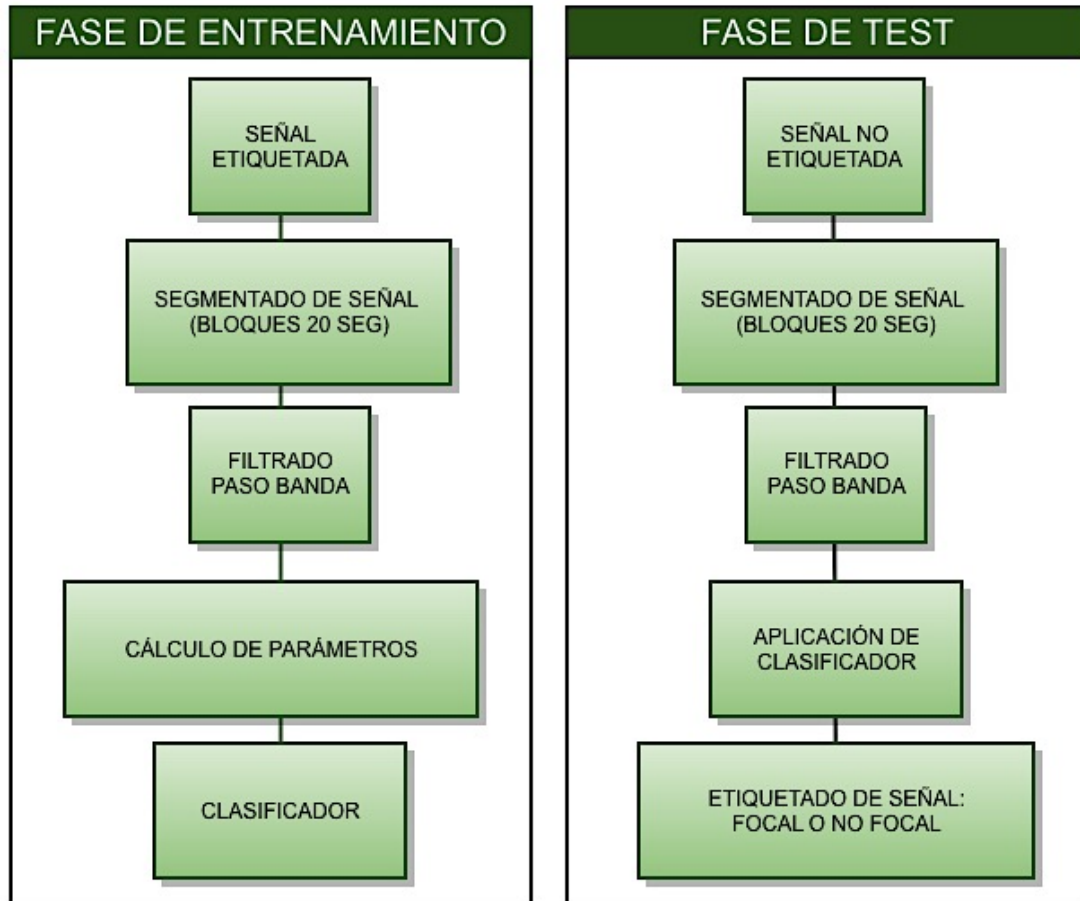 FASE DE ENTRENAMIENTO
SEÑAL
ETIQUETADA
SEGMENTADO DE SEÑAL
(BLOQUES 20 SEG)
FILTRADO
PASO BANDA
CÁLCULO DE PARÁMETROS
CLASIFICADOR
FASE DE TEST
SEÑAL NO
ETIQUETADA
SEGMENTADO DE SEÑAL
(BLOQUES 20 SEG)
FILTRADO
PASO BANDA
APLICACIÓN DE
CLASIFICADOR
ETIQUETADO DE SEÑAL:
FOCAL O NO FOCAL